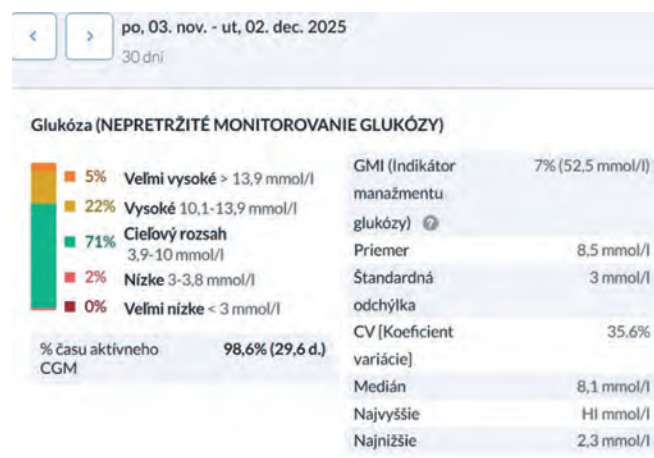 po, 03. nov. - ut, 02. dec. 2025
30 dní
Glukóza (NEPRETRŽITÉ MONITOROVANIE GLUKÓZY)
5% Veľmi vysoké > 13,9 mmol/l
22% Vysoké 10,1-13,9 mmol/l
71% Cieľový rozsah
3,9-10 mmol/l
2% Nízke 3-3,8 mmol/l
0% Veľmi nízke < 3 mmol/l
% času aktívneho 98,6% (29,6 d.)
CGM
GMI (Indikátor 7% (52,5 mmol/l)
manažmentu
glukózy)
Priemer 8,5 mmol/l
Štandardná 3 mmol/l
odchýlka
CV [Koeficient 35.6%
variácie]
Medián 8,1 mmol/l
Najvyššie HI mmol/l
Najnižšie 2,3 mmol/l